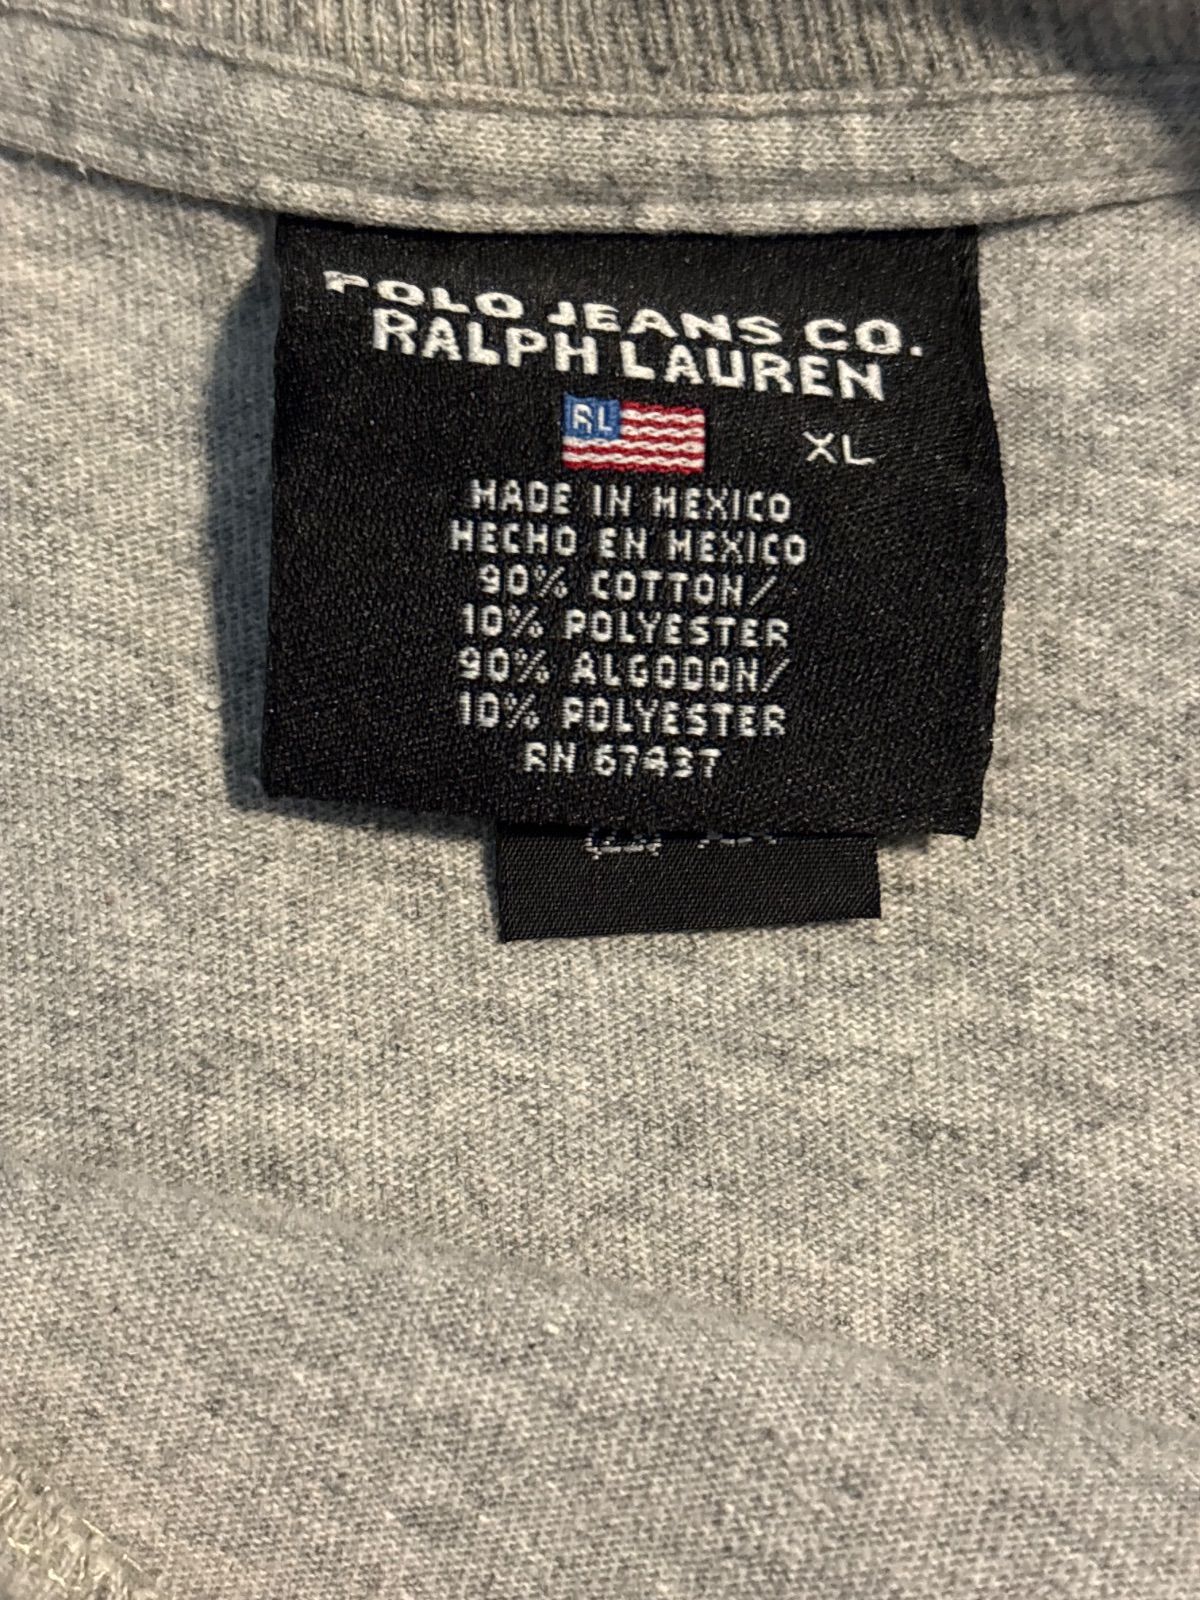 POLO JEANS CO.
RALPH LAUREN
RL
XL
MADE IN MEXICO
HECHO EN MEXICO
90% COTTON/
10% POLYESTER
90% ALGODON/
10% POLYESTER
RN 67437